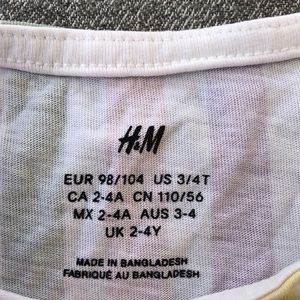 H&M
EUR 98/104 US 3/4T
CA 2-4A CN 110/56
MX 2-4A AUS 3-4
UK 2-4Y
MADE IN BANGLADESH
FABRIQUÉ AU BANGLADESH